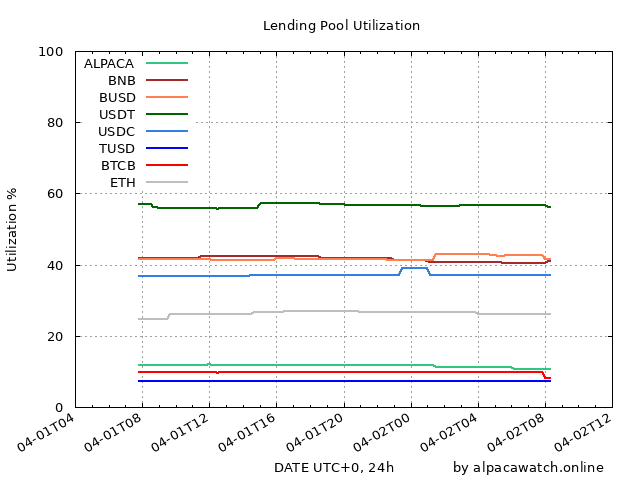 Lending Pool Utilization
100
80
60
40
20
0
Utilization %
ALPACA
BNB
BUSD
USDT
USDC
TUSD
BTCB
ETH
04-01T04
04-01T08
04-01T12
04-01T16
04-01T20
04-02T00
04-02T04
04-02T08
04-02T12
DATE UTC+0, 24h
by alpacawatch.online